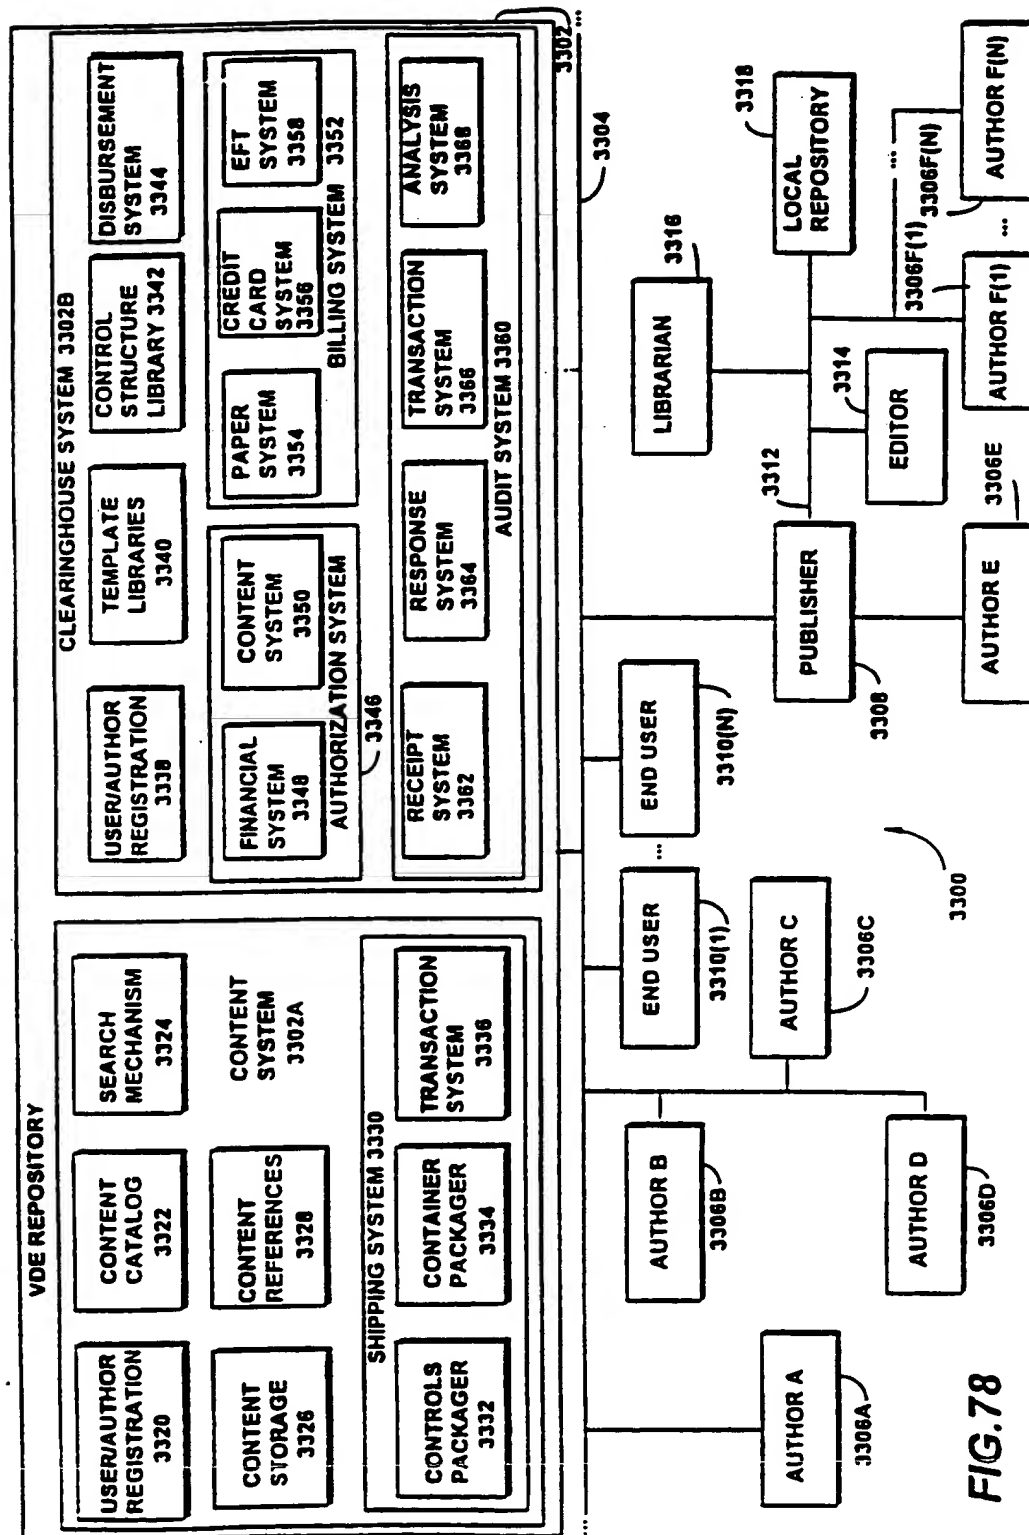 VDE REPOSITORY
USER/AUTHOR
REGISTRATION
3320
CONTENT
CATALOG
3322
SEARCH
MECHANISM
3324
CONTENT
STORAGE
3326
CONTENT
REFERENCES
3328
CONTENT
SYSTEM
3302A
SHIPPING SYSTEM 3330
CONTROLS
PACKAGER
3332
CONTAINER
PACKAGER
3334
TRANSACTION
SYSTEM
3336
CLEARINGHOUSE SYSTEM 3302B
USER/AUTHOR
REGISTRATION
3338
TEMPLATE
LIBRARIES
3340
CONTROL
STRUCTURE
LIBRARY 3342
DISBURSEMENT
SYSTEM
3344
FINANCIAL
SYSTEM
3348
CONTENT
SYSTEM
3350
AUTHORIZATION SYSTEM
3346
PAPER
SYSTEM
3354
CREDIT
CARD
SYSTEM
3356
EFT
SYSTEM
3358
BILLING SYSTEM 3352
RECEIPT
SYSTEM
3362
RESPONSE
SYSTEM
3364
TRANSACTION
SYSTEM
3366
ANALYSIS
SYSTEM
3368
AUDIT SYSTEM 3360
3302
...
...
3304
AUTHOR A
3306A
AUTHOR B
3306B
AUTHOR C
3306C
AUTHOR D
3306D
END USER
3310(1)
...
END USER
3310(N)
PUBLISHER
3308
3312
LIBRARIAN
3316
LOCAL
REPOSITORY
3318
EDITOR
3314
AUTHOR E
3306E
AUTHOR F(1)
3306F(1)
...
...
AUTHOR F(N)
3306F(N)
3300
FIG.78